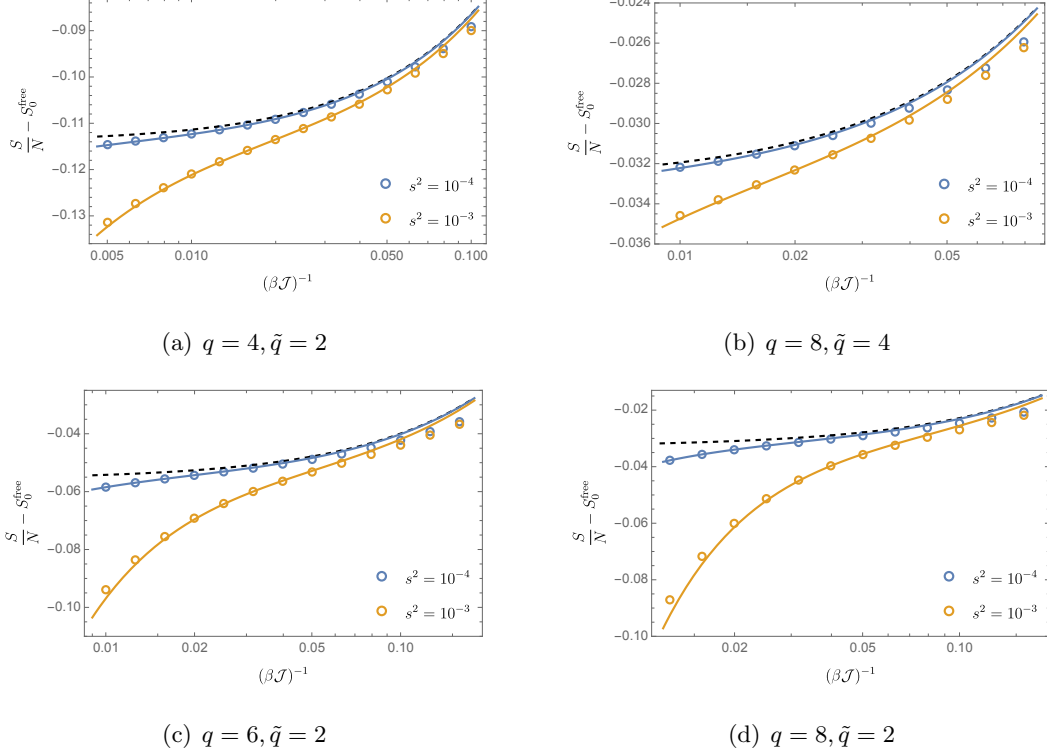 −0.09
−0.10
−0.11
−0.12
−0.13
S/N − S₀^free
0.005
0.010
0.050
0.100
(β𝒥)⁻¹
s² = 10⁻⁴
s² = 10⁻³
(a) q = 4, q̃ = 2
−0.024
−0.026
−0.028
−0.030
−0.032
−0.034
−0.036
S/N − S₀^free
0.01
0.02
0.05
(β𝒥)⁻¹
s² = 10⁻⁴
s² = 10⁻³
(b) q = 8, q̃ = 4
−0.04
−0.06
−0.08
−0.10
S/N − S₀^free
0.01
0.02
0.05
0.10
(β𝒥)⁻¹
s² = 10⁻⁴
s² = 10⁻³
(c) q = 6, q̃ = 2
−0.02
−0.04
−0.06
−0.08
−0.10
S/N − S₀^free
0.02
0.05
0.10
(β𝒥)⁻¹
s² = 10⁻⁴
s² = 10⁻³
(d) q = 8, q̃ = 2